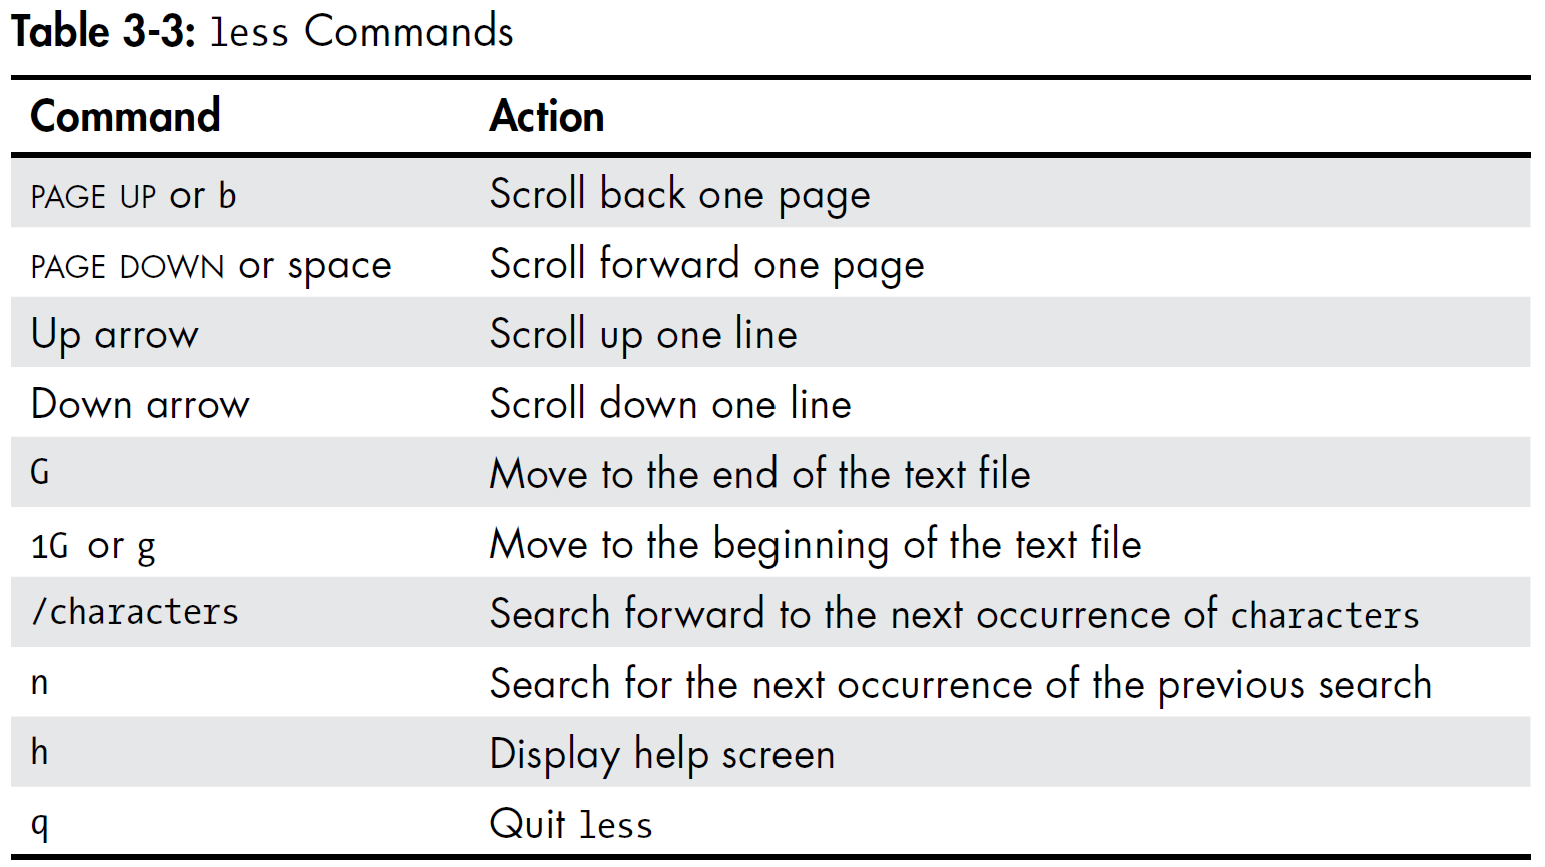 Table 3-3: less Commands
Command Action
PAGE UP or b Scroll back one page
PAGE DOWN or space Scroll forward one page
Up arrow Scroll up one line
Down arrow Scroll down one line
G Move to the end of the text file
1G or g Move to the beginning of the text file
/characters Search forward to the next occurrence of characters
n Search for the next occurrence of the previous search
h Display help screen
q Quit less